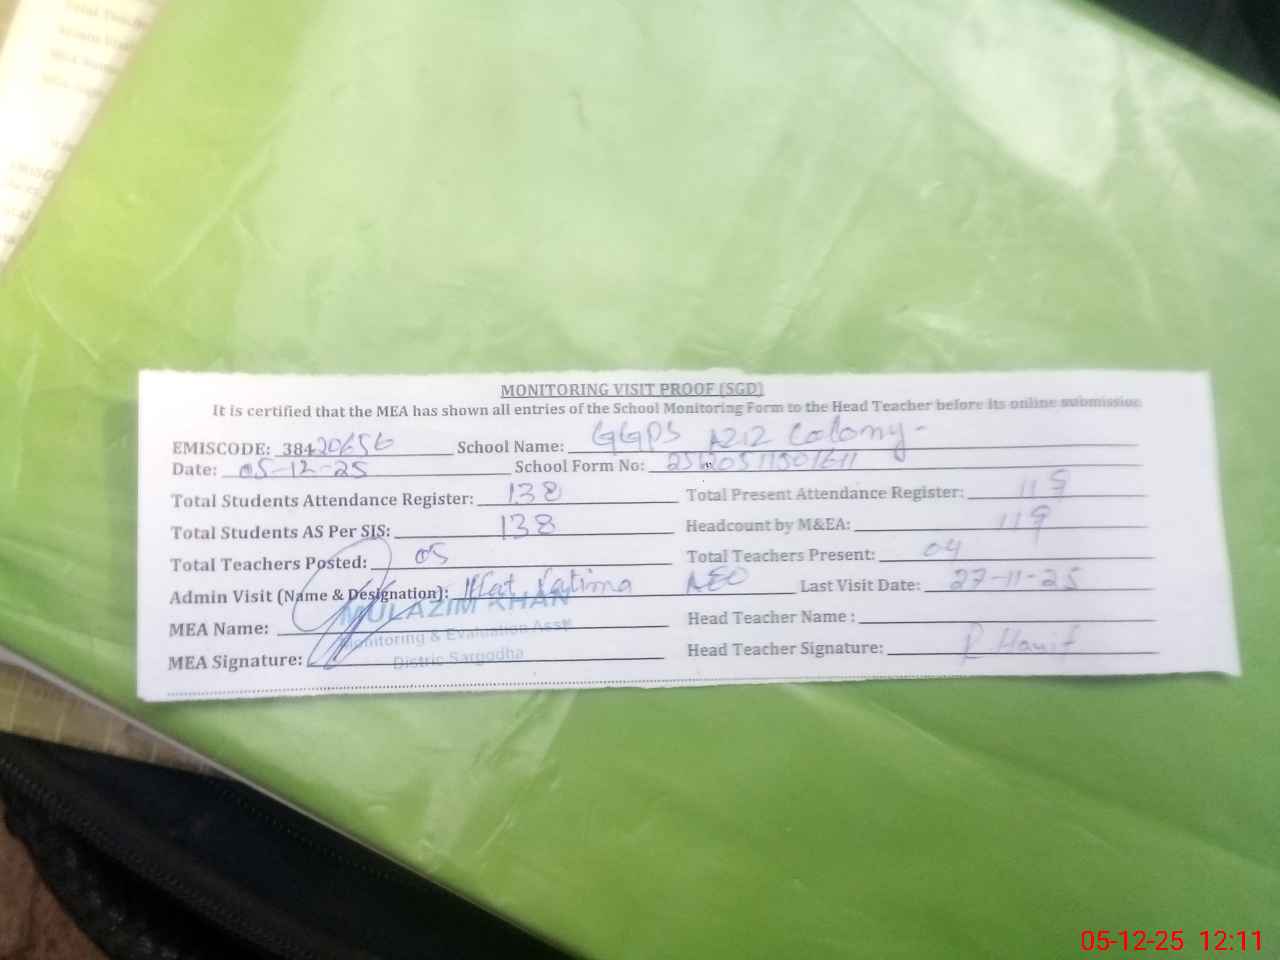 MONITORING VISIT PROOF (SGD)
It is certified that the MEA has shown all entries of the School Monitoring Form to the Head Teacher before its online submission
EMISCODE: 38420656 School Name: GGPS Colony
Date: 05-12-25 School Form No:
Total Students Attendance Register: 138 Total Present Attendance Register: 119
Total Students AS Per SIS: 138 Headcount by M&EA: 119
Total Teachers Posted: 05 Total Teachers Present: 04
Admin Visit (Name & Designation): Iffat Fatima AEO Last Visit Date: 27-11-25
MEA Name: MULAZIM KHAN Head Teacher Name :
Monitoring & Evaluation Asstt
MEA Signature: Distric Sargodha Head Teacher Signature: R Hanif
05-12-25 12:11